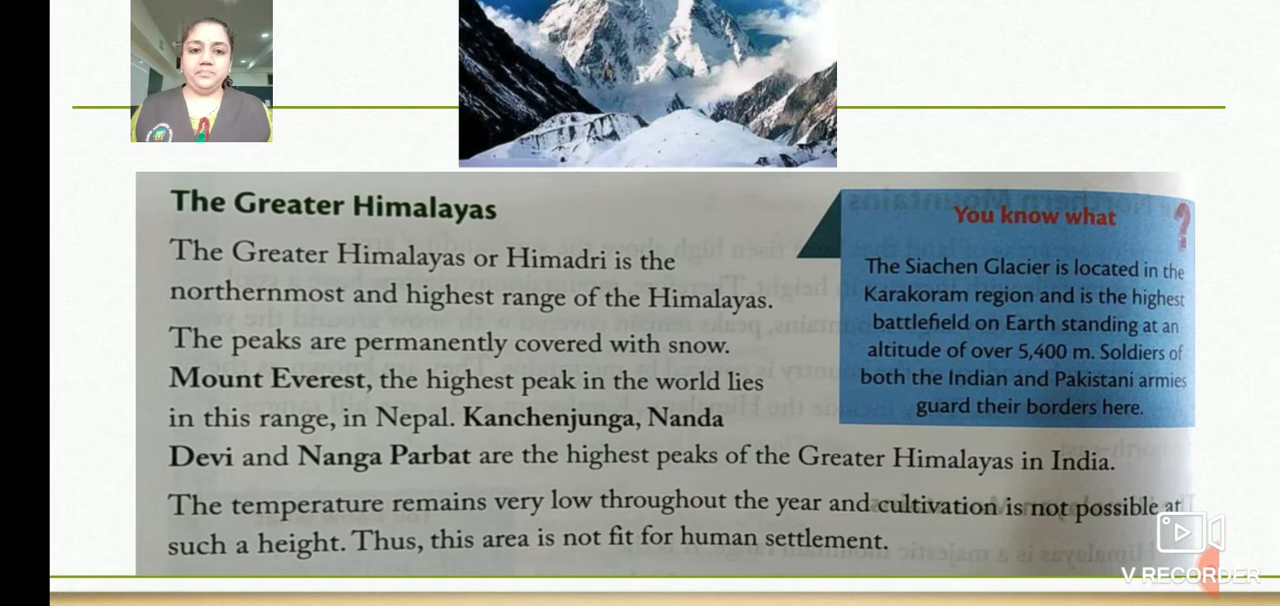 The Greater Himalayas
The Greater Himalayas or Himadri is the
northernmost and highest range of the Himalayas.
The peaks are permanently covered with snow.
Mount Everest, the highest peak in the world lies
in this range, in Nepal. Kanchenjunga, Nanda
Devi and Nanga Parbat are the highest peaks of the Greater Himalayas in India.
The temperature remains very low throughout the year and cultivation is not possible at
such a height. Thus, this area is not fit for human settlement.
You know what ?
The Siachen Glacier is located in the
Karakoram region and is the highest
battlefield on Earth standing at an
altitude of over 5,400 m. Soldiers of
both the Indian and Pakistani armies
guard their borders here.
V RECORDER